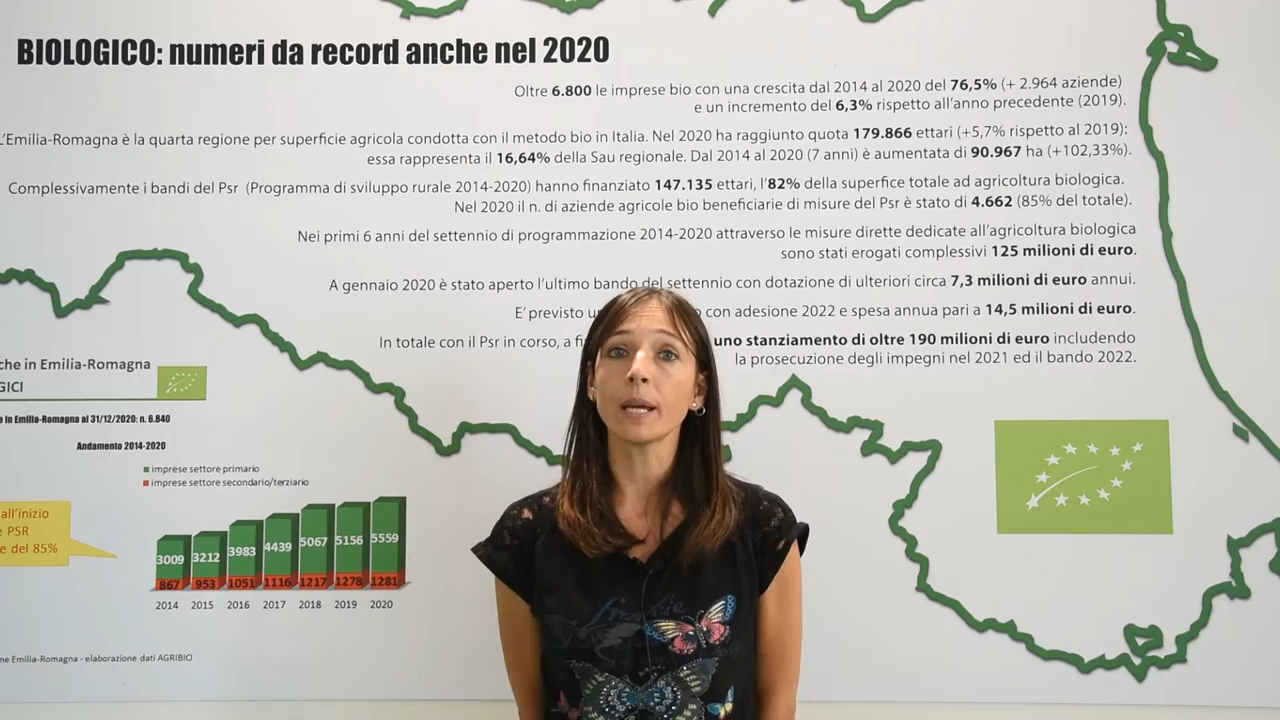 BIOLOGICO: numeri da record anche nel 2020
Oltre 6.800 le imprese bio con una crescita dal 2014 al 2020 del 76,5% (+ 2.964 aziende)
e un incremento del 6,3% rispetto all'anno precedente (2019).
L'Emilia-Romagna è la quarta regione per superficie agricola condotta con il metodo bio in Italia. Nel 2020 ha raggiunto quota 179.866 ettari (+5,7% rispetto al 2019):
essa rappresenta il 16,64% della Sau regionale. Dal 2014 al 2020 (7 anni) è aumentata di 90.967 ha (+102,33%).
Complessivamente i bandi del Psr (Programma di sviluppo rurale 2014-2020) hanno finanziato 147.135 ettari, l'82% della superfice totale ad agricoltura biologica.
Nel 2020 il n. di aziende agricole bio beneficiarie di misure del Psr è stato di 4.662 (85% del totale).
Nei primi 6 anni del settennio di programmazione 2014-2020 attraverso le misure dirette dedicate all'agricoltura biologica
sono stati erogati complessivi 125 milioni di euro.
A gennaio 2020 è stato aperto l'ultimo bando del settennio con dotazione di ulteriori circa 7,3 milioni di euro annui.
E' previsto con adesione 2022 e spesa annua pari a 14,5 milioni di euro.
In totale con il Psr in corso, a uno stanziamento di oltre 190 milioni di euro includendo
la prosecuzione degli impegni nel 2021 ed il bando 2022.
che in Emilia-Romagna
GICI
e in Emilia-Romagna al 31/12/2020: n. 6.840
Andamento 2014-2020
imprese settore primario
imprese settore secondario/terziario
all'inizio
e PSR
e del 85%
3009 3212 3983 4439 5067 5156 5559
867 953 1051 1116 1217 1278 1281
2014 2015 2016 2017 2018 2019 2020
ne Emilia-Romagna - elaborazione dati AGRIBIO